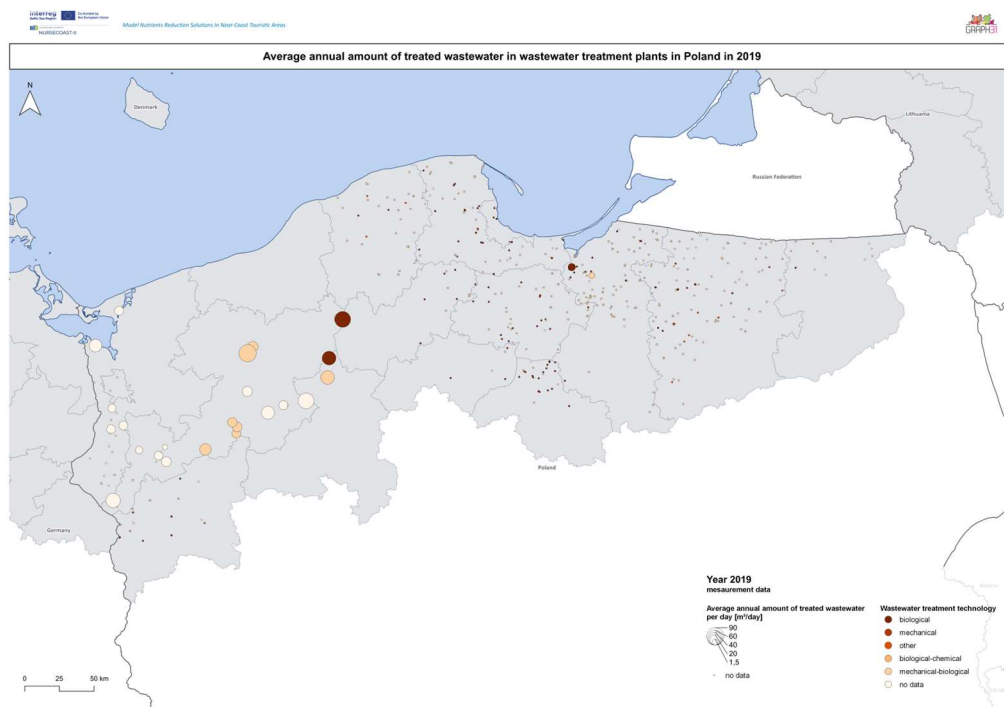 interreg
Baltic Sea Region
Co-funded by
the European Union
NURSECOAST-II
Model Nutrients Reduction Solutions in Near-Coast Touristic Areas
GRAPH31
Average annual amount of treated wastewater in wastewater treatment plants in Poland in 2019
N
Denmark
Lithuania
Russian Federation
Poland
Germany
Year 2019
mesaurement data
Average annual amount of treated wastewater
per day [m³/day]
90
60
40
20
1,5
no data
Wastewater treatment technology
biological
mechanical
other
biological-chemical
mechanical-biological
no data
0 25 50 km